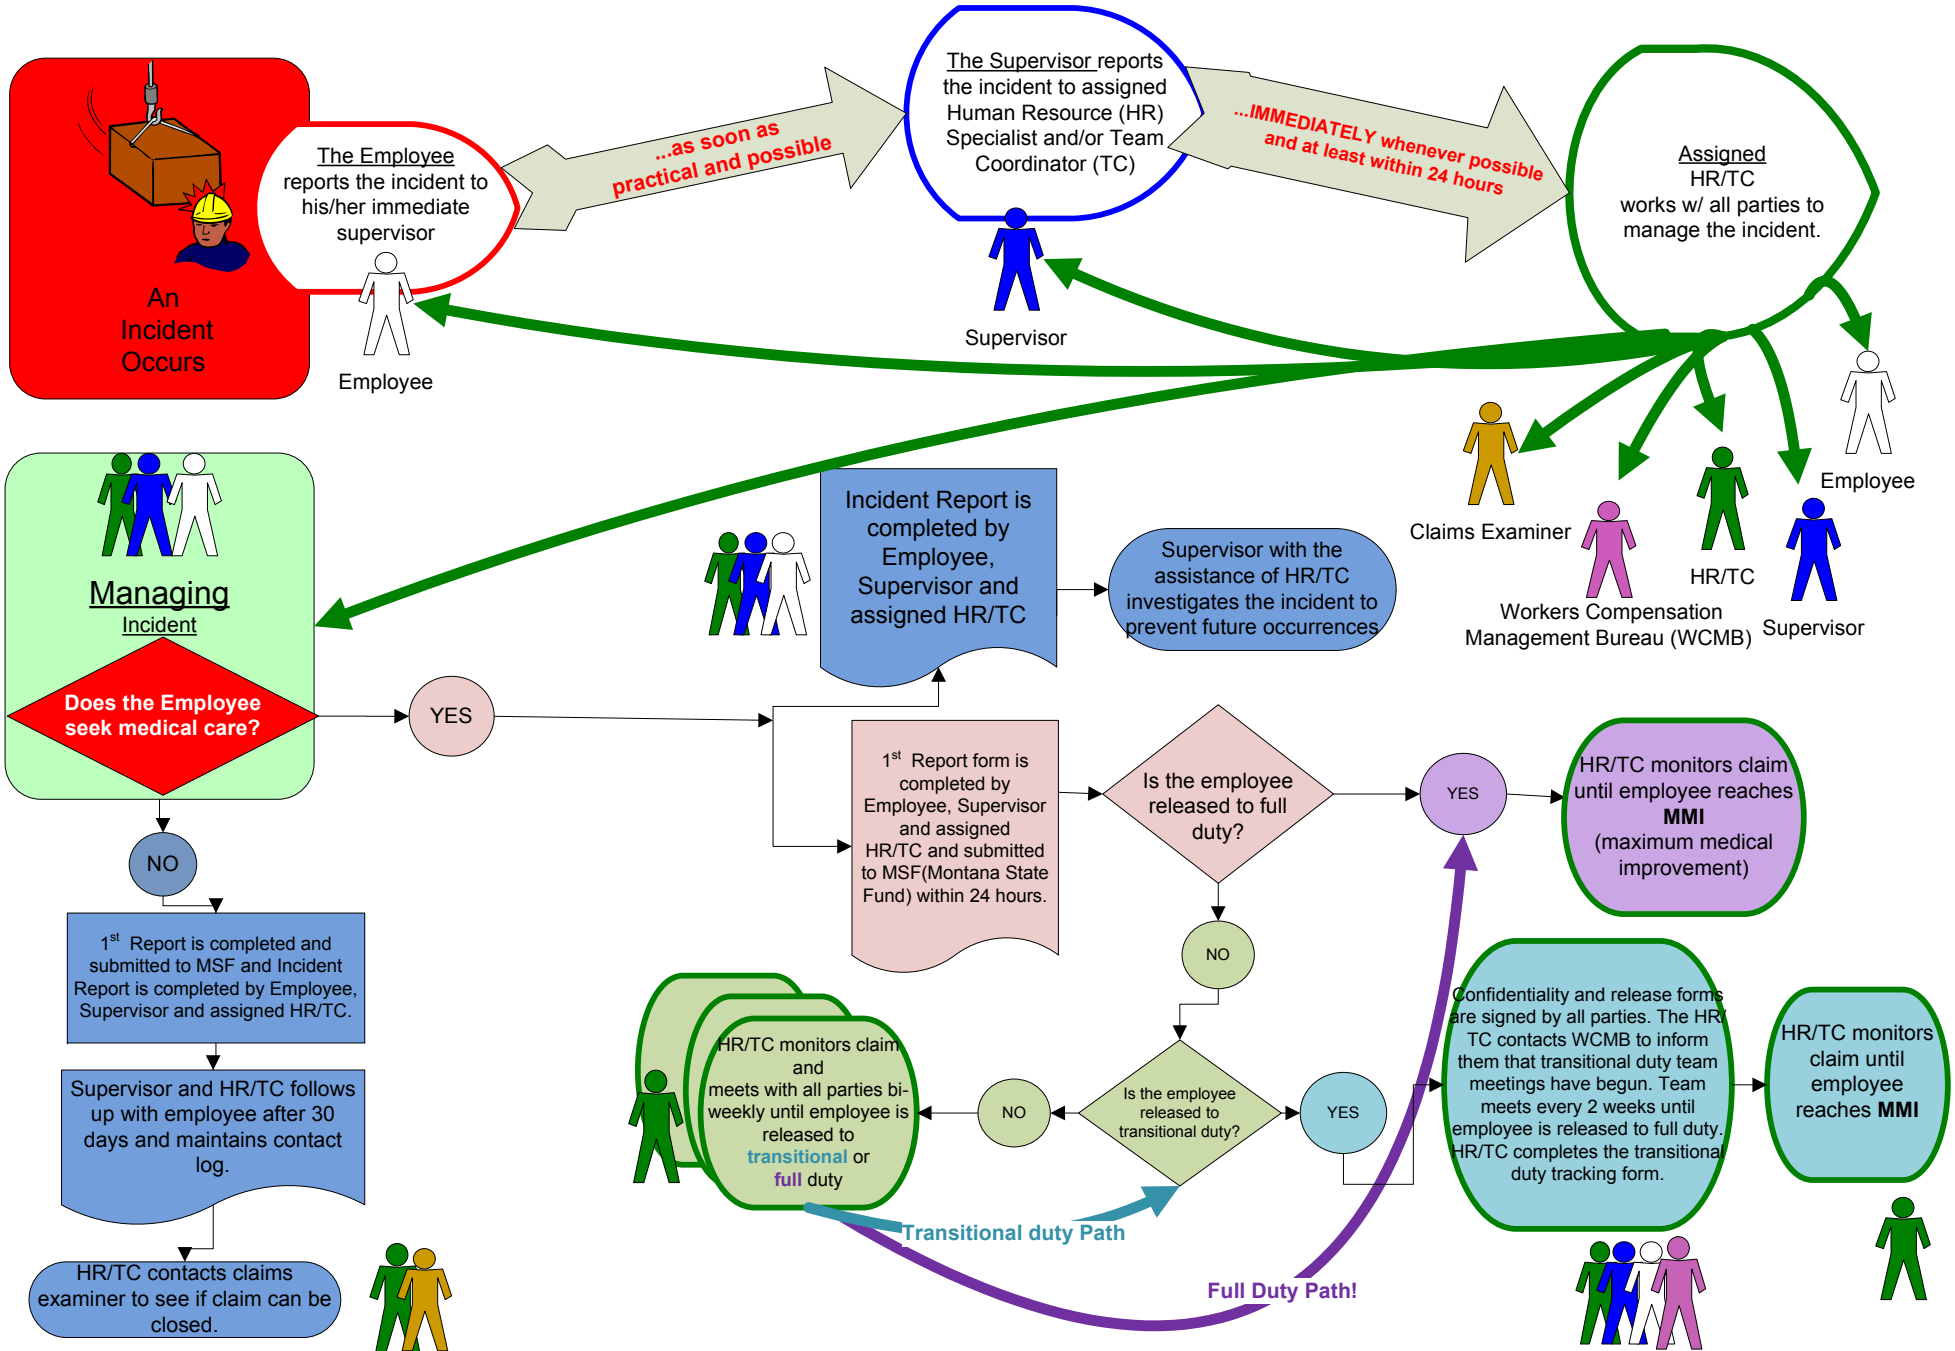 An
Incident
Occurs
The Employee
reports the incident to
his/her immediate
supervisor
Employee
...as soon as
practical and possible
The Supervisor reports
the incident to assigned
Human Resource (HR)
Specialist and/or Team
Coordinator (TC)
Supervisor
...IMMEDIATELY whenever possible
and at least within 24 hours
Assigned
HR/TC
works w/ all parties to
manage the incident.
Claims Examiner
Workers Compensation
Management Bureau (WCMB)
HR/TC
Supervisor
Employee
Managing
Incident
Does the Employee
seek medical care?
YES
Incident Report is
completed by
Employee,
Supervisor and
assigned HR/TC
Supervisor with the
assistance of HR/TC
investigates the incident to
prevent future occurrences
1st Report form is
completed by
Employee, Supervisor
and assigned
HR/TC and submitted
to MSF(Montana State
Fund) within 24 hours.
Is the employee
released to full
duty?
YES
HR/TC monitors claim
until employee reaches
MMI
(maximum medical
improvement)
NO
NO
1st Report is completed and
submitted to MSF and Incident
Report is completed by Employee,
Supervisor and assigned HR/TC.
Supervisor and HR/TC follows
up with employee after 30
days and maintains contact
log.
HR/TC contacts claims
examiner to see if claim can be
closed.
HR/TC monitors claim
and
meets with all parties bi-
weekly until employee is
released to
transitional or
full duty
NO
Is the employee
released to
transitional duty?
YES
Confidentiality and release forms
are signed by all parties. The HR/
TC contacts WCMB to inform
them that transitional duty team
meetings have begun. Team
meets every 2 weeks until
employee is released to full duty.
HR/TC completes the transitional
duty tracking form.
HR/TC monitors
claim until
employee
reaches MMI
Transitional duty Path
Full Duty Path!